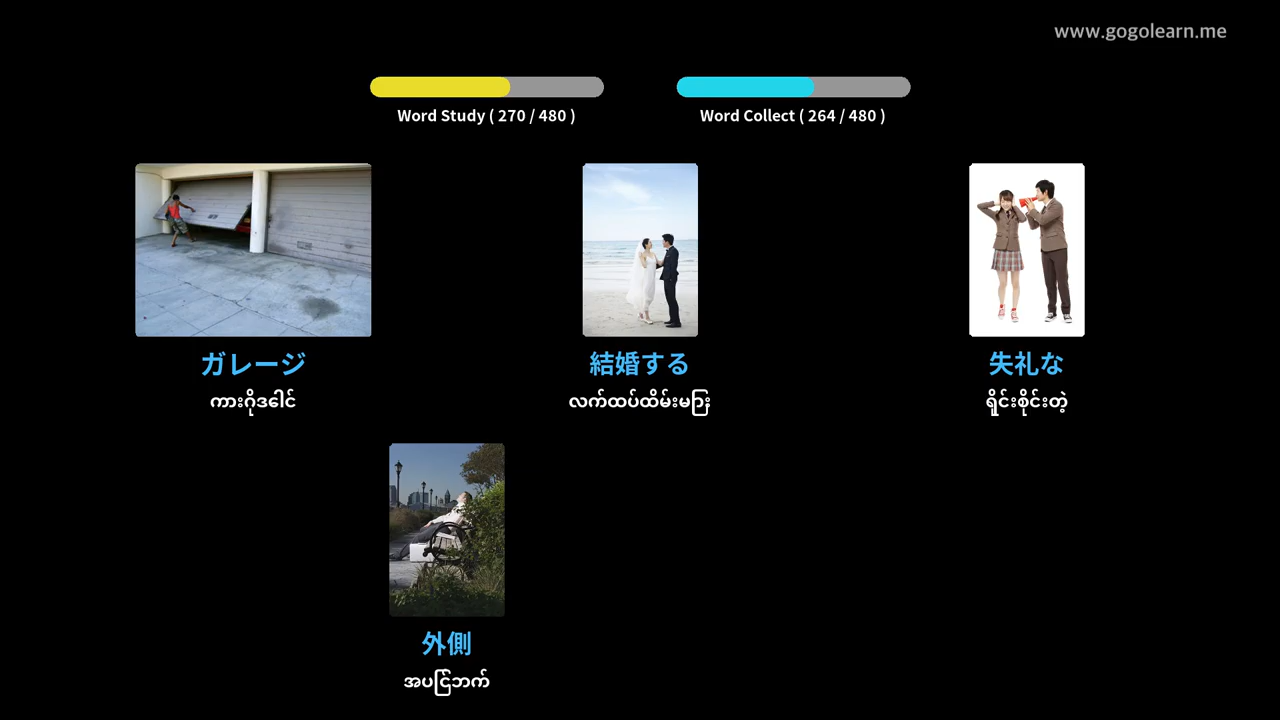 www.gogolearn.me
Word Study ( 270 / 480 )
Word Collect ( 264 / 480 )
ガレージ
結婚する
失礼な
ကားဂိုဒေါင်
လက်ထပ်ထိမ်းမြား
ရိုင်းစိုင်းတဲ့
外側
အပြင်ဘက်